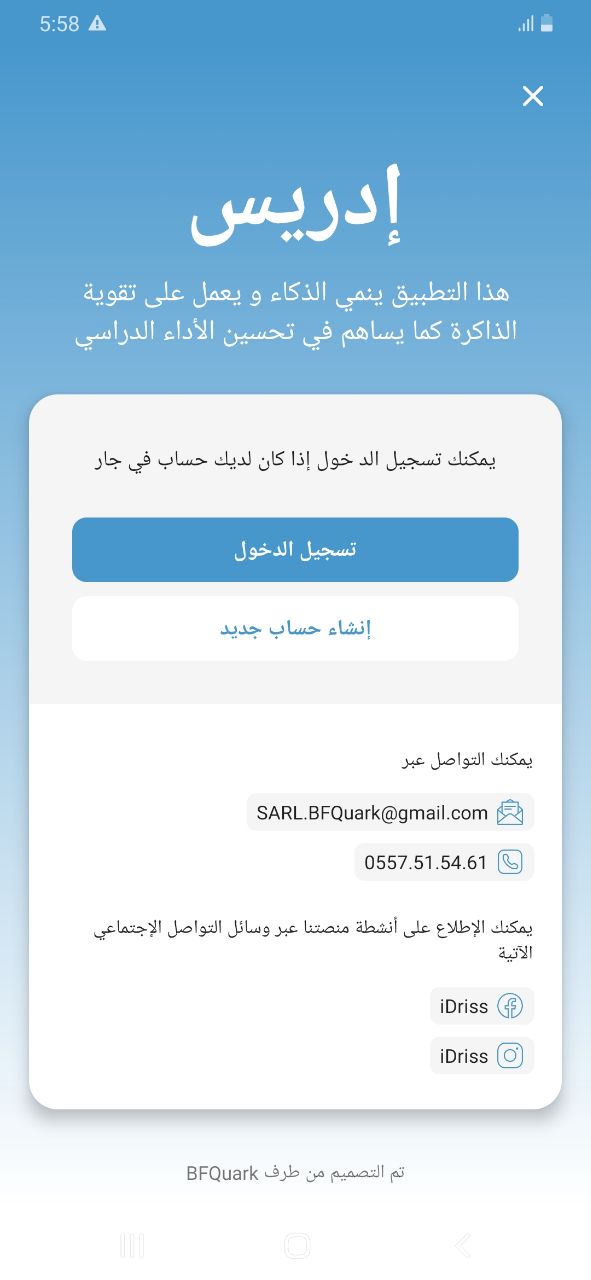 5:58
إدريس
هذا التطبيق ينمي الذكاء و يعمل على تقوية
الذاكرة كما يساهم في تحسين الأداء الدراسي
يمكنك تسجيل الد خول إذا كان لديك حساب في جار
تسجيل الدخول
إنشاء حساب جديد
يمكنك التواصل عبر
SARL.BFQuark@gmail.com
0557.51.54.61
يمكنك الإطلاع على أنشطة منصتنا عبر وسائل التواصل الإجتماعي
الآتية
iDriss
iDriss
تم التصميم من طرف BFQuark